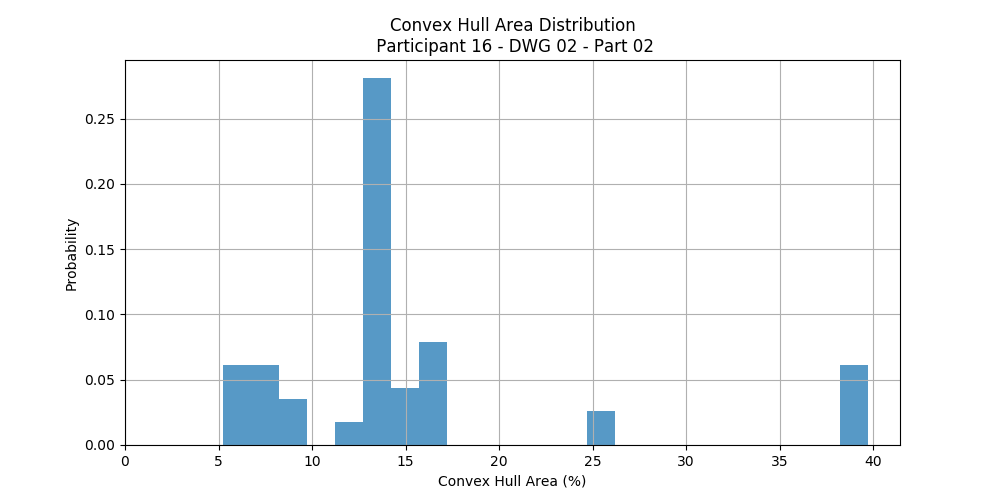 Convex Hull Area Distribution
Participant 16 - DWG 02 - Part 02
0.25
0.20
0.15
0.10
0.05
0.00
Probability
0 5 10 15 20 25 30 35 40
Convex Hull Area (%)